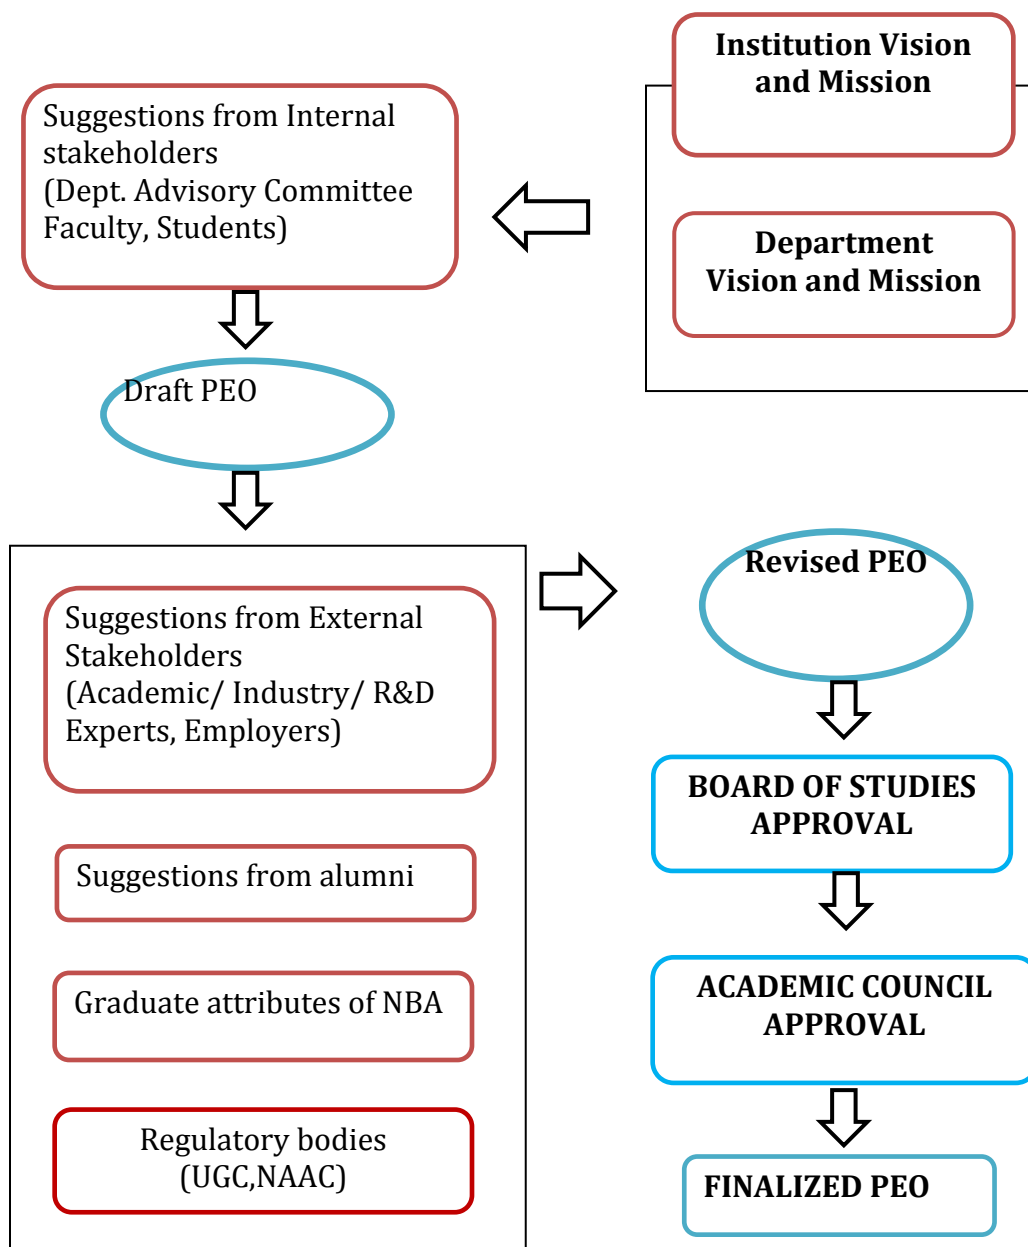 Institution Vision
and Mission
Suggestions from Internal
stakeholders
(Dept. Advisory Committee
Faculty, Students)
Department
Vision and Mission
Draft PEO
Revised PEO
Suggestions from External
Stakeholders
(Academic/ Industry/ R&D
Experts, Employers)
BOARD OF STUDIES
APPROVAL
Suggestions from alumni
ACADEMIC COUNCIL
APPROVAL
Graduate attributes of NBA
Regulatory bodies
(UGC,NAAC)
FINALIZED PEO